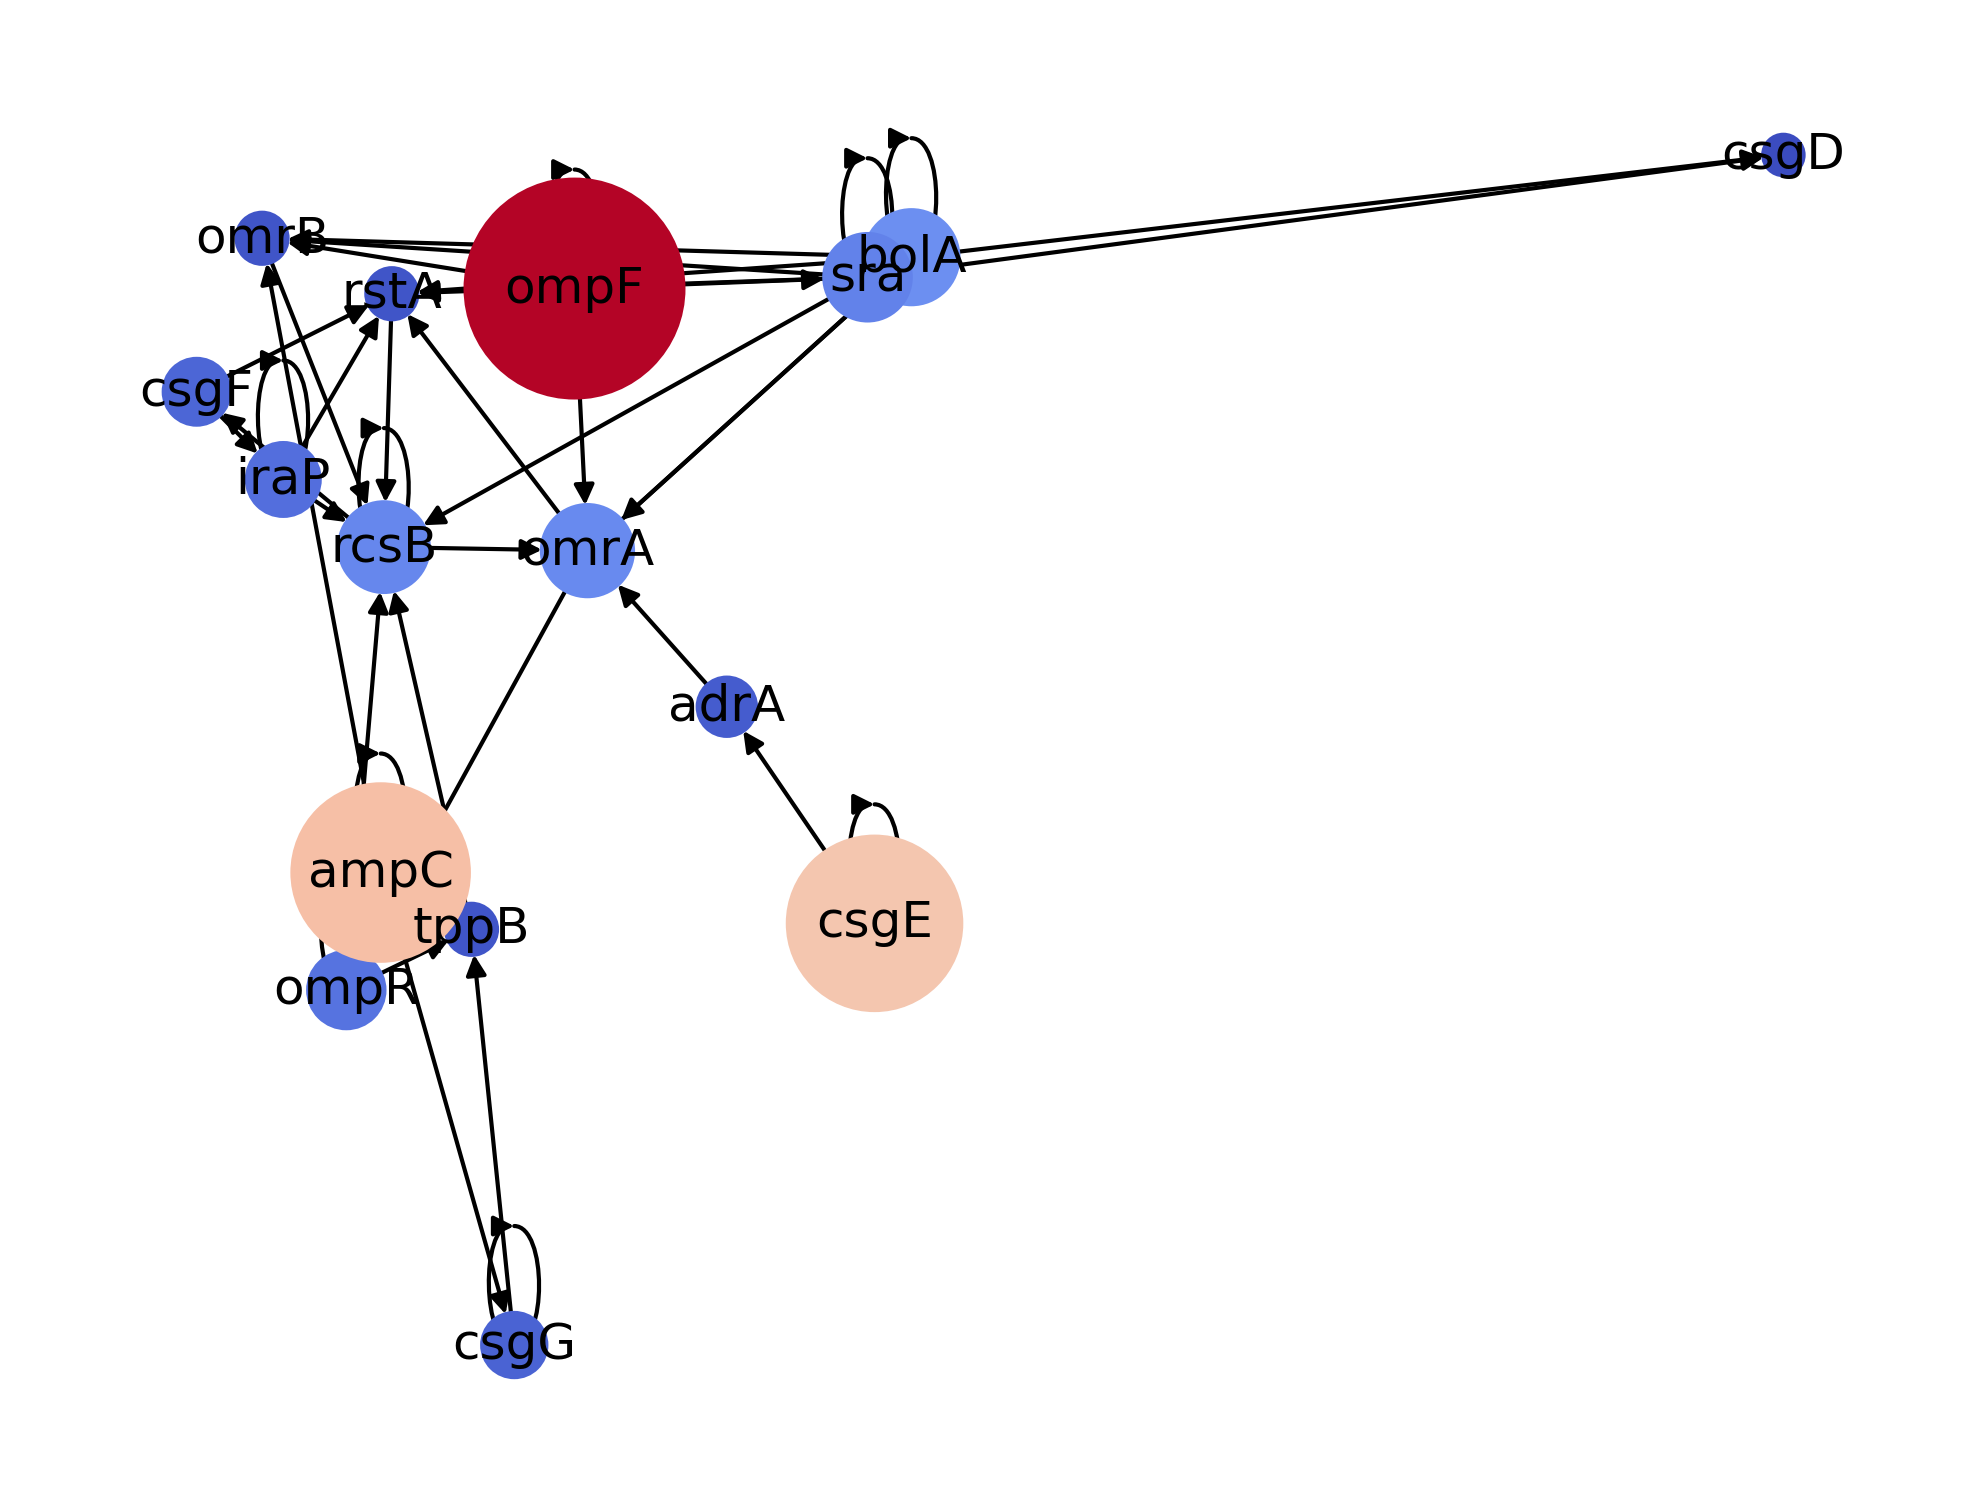 csgD
omrB
bolA
sra
rstA
ompF
csgF
iraP
rcsB
omrA
adrA
ampC
csgE
tppB
ompR
csgG